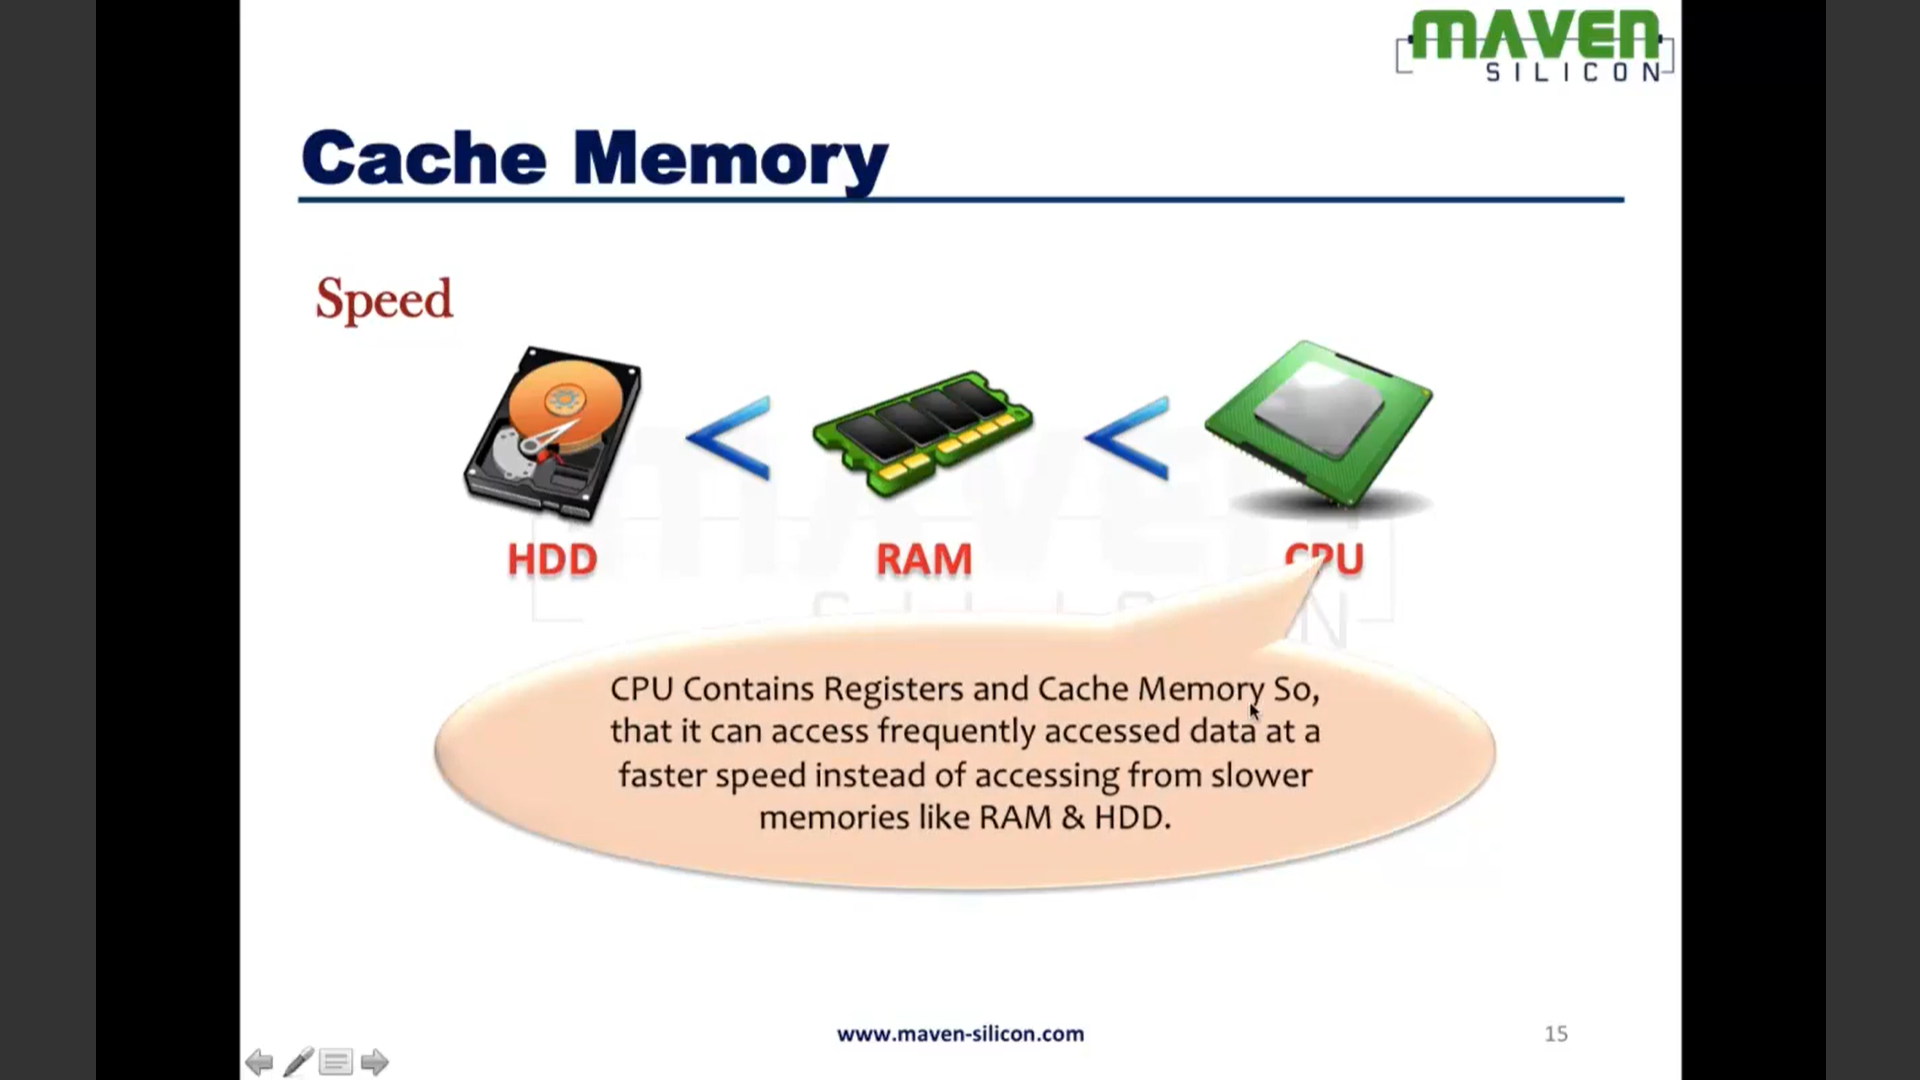 MAVEN
SILICON
Cache Memory
Speed
< <
HDD RAM CPU
CPU Contains Registers and Cache Memory So,
that it can access frequently accessed data at a
faster speed instead of accessing from slower
memories like RAM & HDD.
www.maven-silicon.com
15